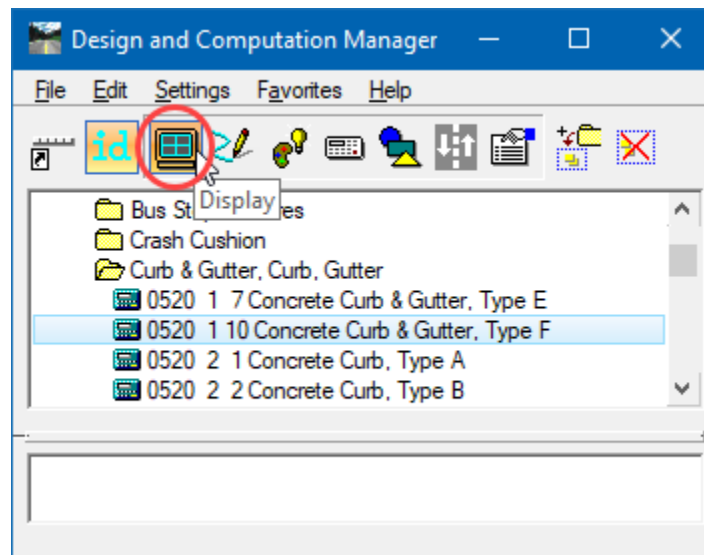 Design and Computation Manager
File Edit Settings Favorites Help
id
Display
Bus St res
Crash Cushion
Curb & Gutter, Curb, Gutter
0520 1 7 Concrete Curb & Gutter, Type E
0520 1 10 Concrete Curb & Gutter, Type F
0520 2 1 Concrete Curb, Type A
0520 2 2 Concrete Curb, Type B